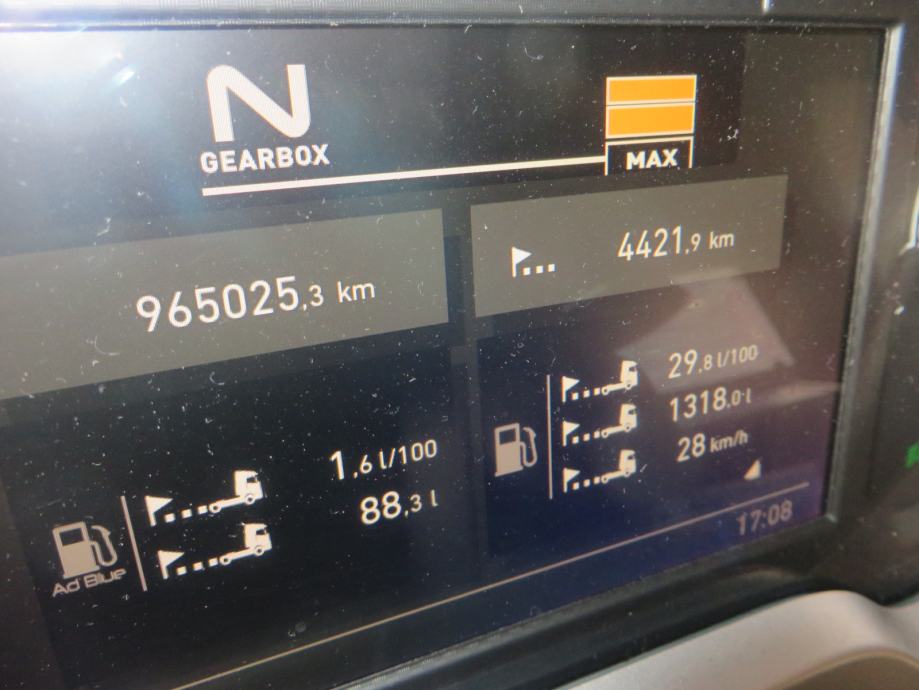 N
GEARBOX
MAX
965025,3 km
4421,9 km
29,8 l/100
1318,0 l
28 km/h
1,6 l/100
88,3 l
Ad Blue
17:08